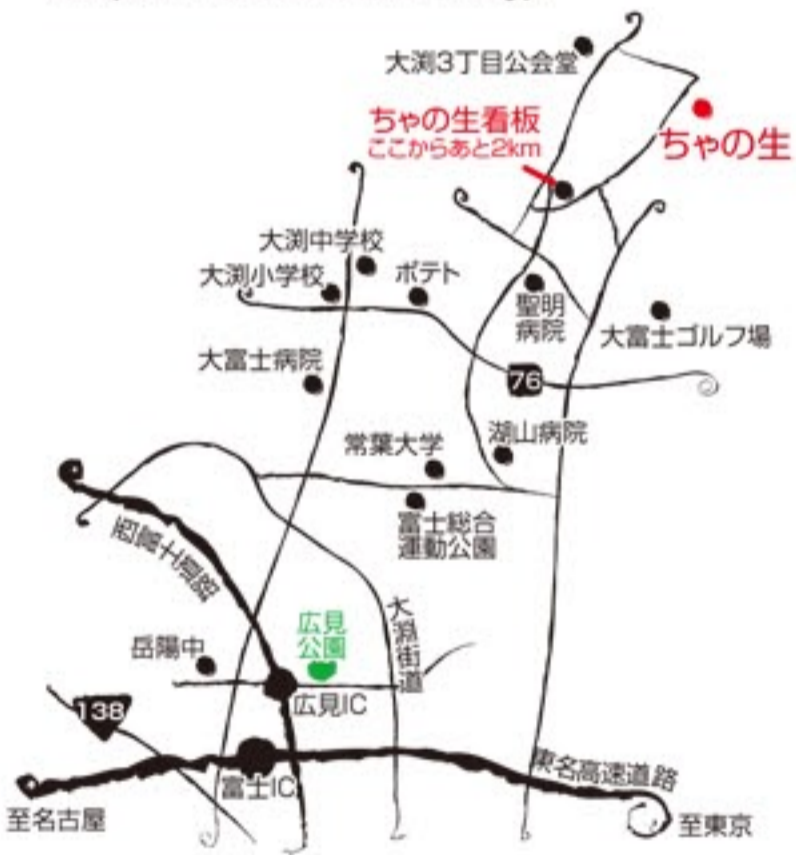 大渕3丁目公会堂
ちゃの生看板
ここからあと2km
ちゃの生
大渕中学校
大渕小学校
ポテト
聖明
病院
大富士ゴルフ場
大富士病院
76
常葉大学
湖山病院
富士総合
運動公園
西富士道路
大淵街道
広見
公園
岳陽中
広見IC
138
富士IC
東名高速道路
至名古屋
至東京